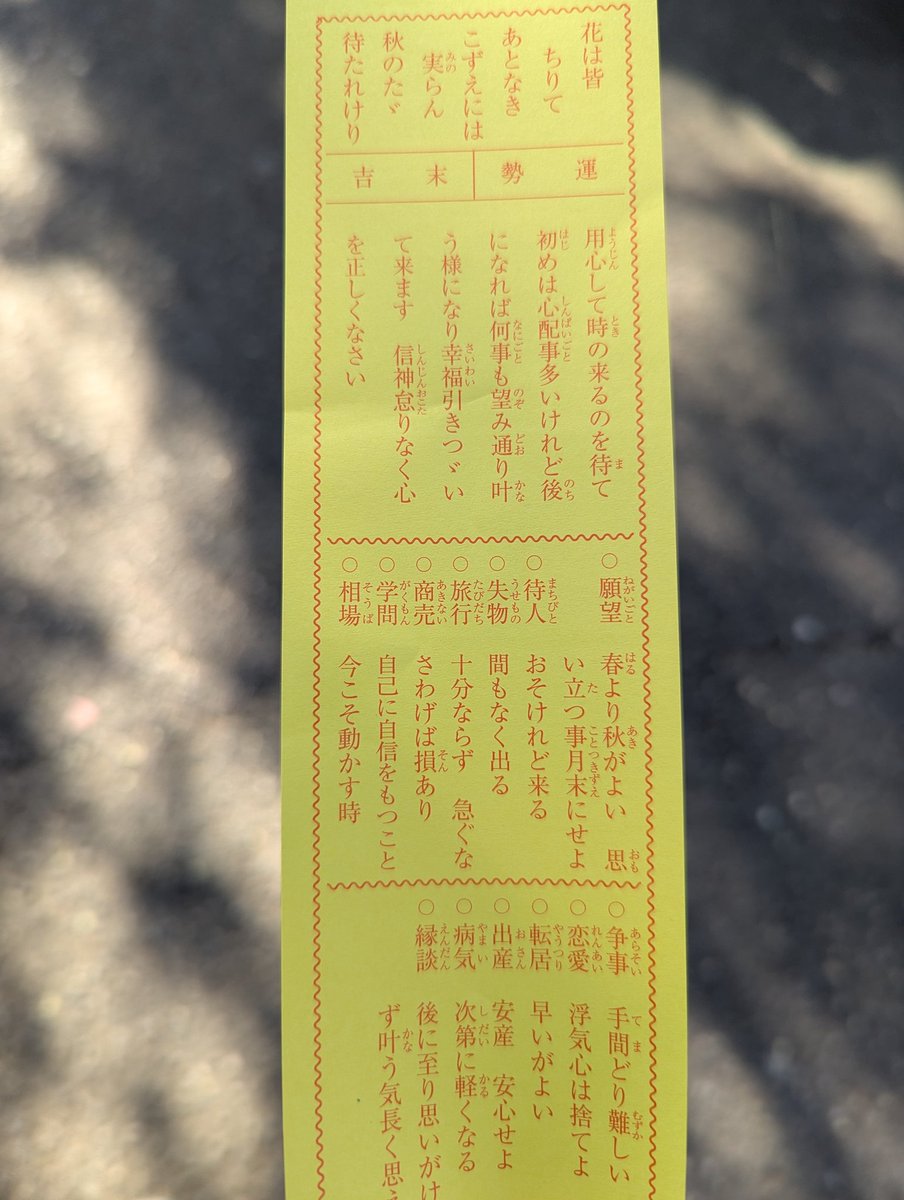 花は皆
ちりて
あとなき
こずえには
実らん
秋のたゞ
待たれけり
運勢
末吉
用心して時の来るのを待て
初めは心配事多いけれど後
になれば何事も望み通り叶
う様になり幸福引きつゞい
て来ます　信神怠りなく心
を正しくなさい
○願望　春よりがよい　思
い立つ事月末にせよ
○待人　おそけれど来る
○失物　間もなく出る
○旅行　十分ならず　急ぐな
○商売　さわげば損あり
○学問　自己に自信をもつこと
○相場　今こそ動かす時
○争事　手間どり難しい
○恋愛　浮気心は捨てよ
○転居　早いがよい
○出産　安産　安心せよ
○病気　次第に軽くなる
○縁談　後に至り思いがけ
ず叶う気長く思え